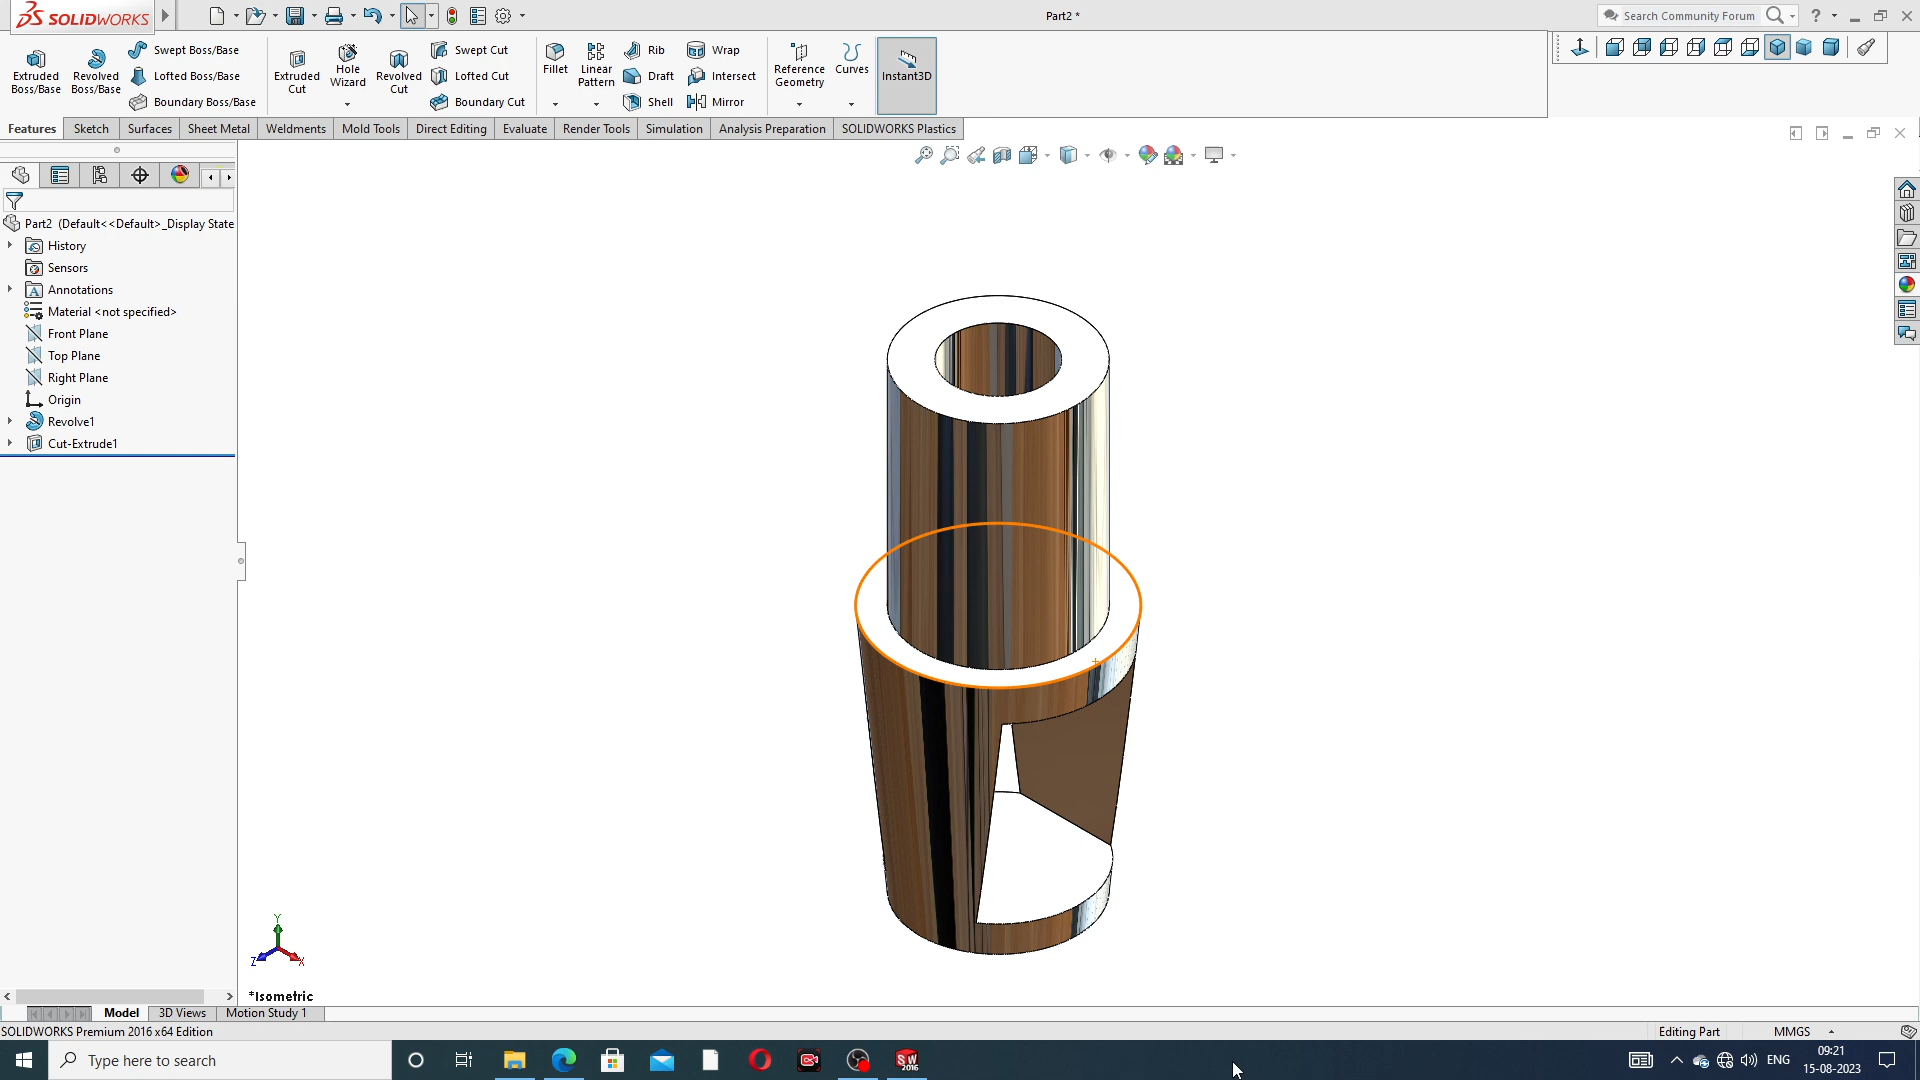 SOLIDWORKS
Part2 *
Search Community Forum
?
Extruded Boss/Base
Revolved Boss/Base
Swept Boss/Base
Lofted Boss/Base
Boundary Boss/Base
Extruded Cut
Hole Wizard
Revolved Cut
Swept Cut
Lofted Cut
Boundary Cut
Fillet
Linear Pattern
Rib
Draft
Shell
Wrap
Intersect
Mirror
Reference Geometry
Curves
Instant3D
Features
Sketch
Surfaces
Sheet Metal
Weldments
Mold Tools
Direct Editing
Evaluate
Render Tools
Simulation
Analysis Preparation
SOLIDWORKS Plastics
Part2 (Default<<Default>_Display State
History
Sensors
A Annotations
Material <not specified>
Front Plane
Top Plane
Right Plane
Origin
Revolve1
Cut-Extrude1
Y
Z
X
*Isometric
Model
3D Views
Motion Study 1
SOLIDWORKS Premium 2016 x64 Edition
Editing Part
MMGS
Type here to search
SW
2016
ENG
09:21
15-08-2023